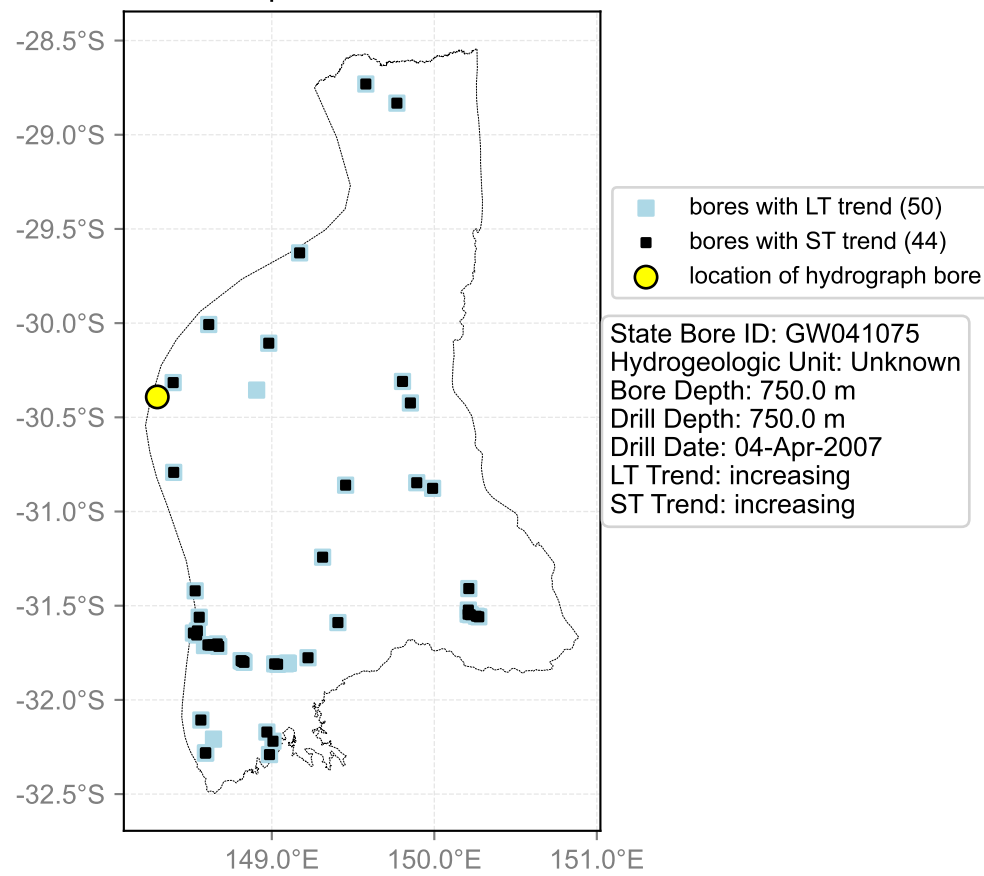 -28.5°S
-29.0°S
-29.5°S
-30.0°S
-30.5°S
-31.0°S
-31.5°S
-32.0°S
-32.5°S
149.0°E
150.0°E
151.0°E
bores with LT trend (50)
bores with ST trend (44)
location of hydrograph bore
State Bore ID: GW041075
Hydrogeologic Unit: Unknown
Bore Depth: 750.0 m
Drill Depth: 750.0 m
Drill Date: 04-Apr-2007
LT Trend: increasing
ST Trend: increasing